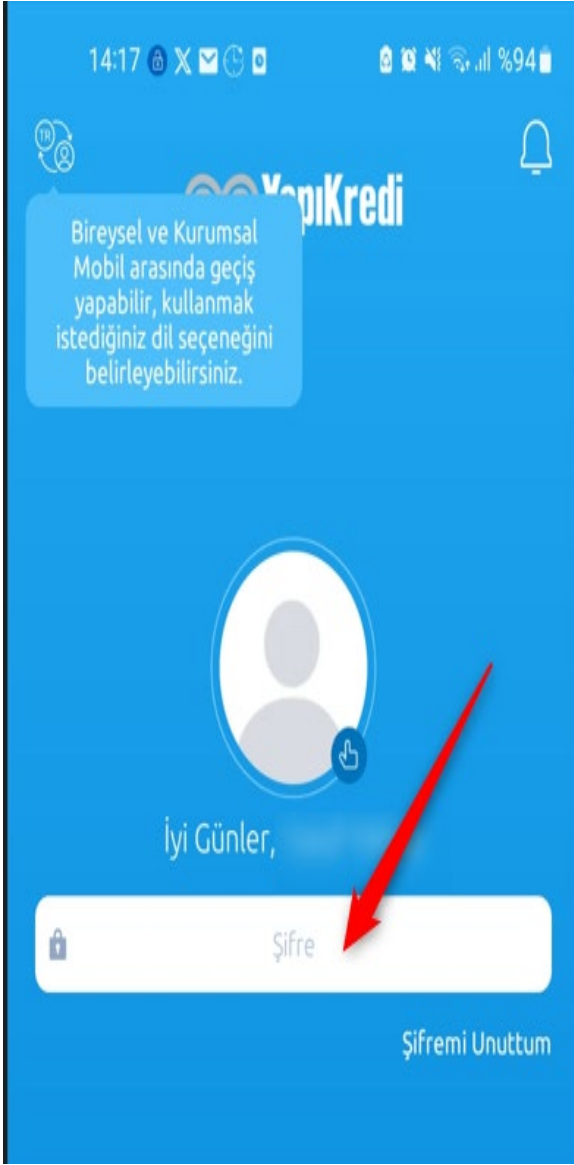 14:17
%94
TR
YapıKredi
Bireysel ve Kurumsal
Mobil arasında geçiş
yapabilir, kullanmak
istediğiniz dil seçeneğini
belirleyebilirsiniz.
İyi Günler,
Şifre
Şifremi Unuttum